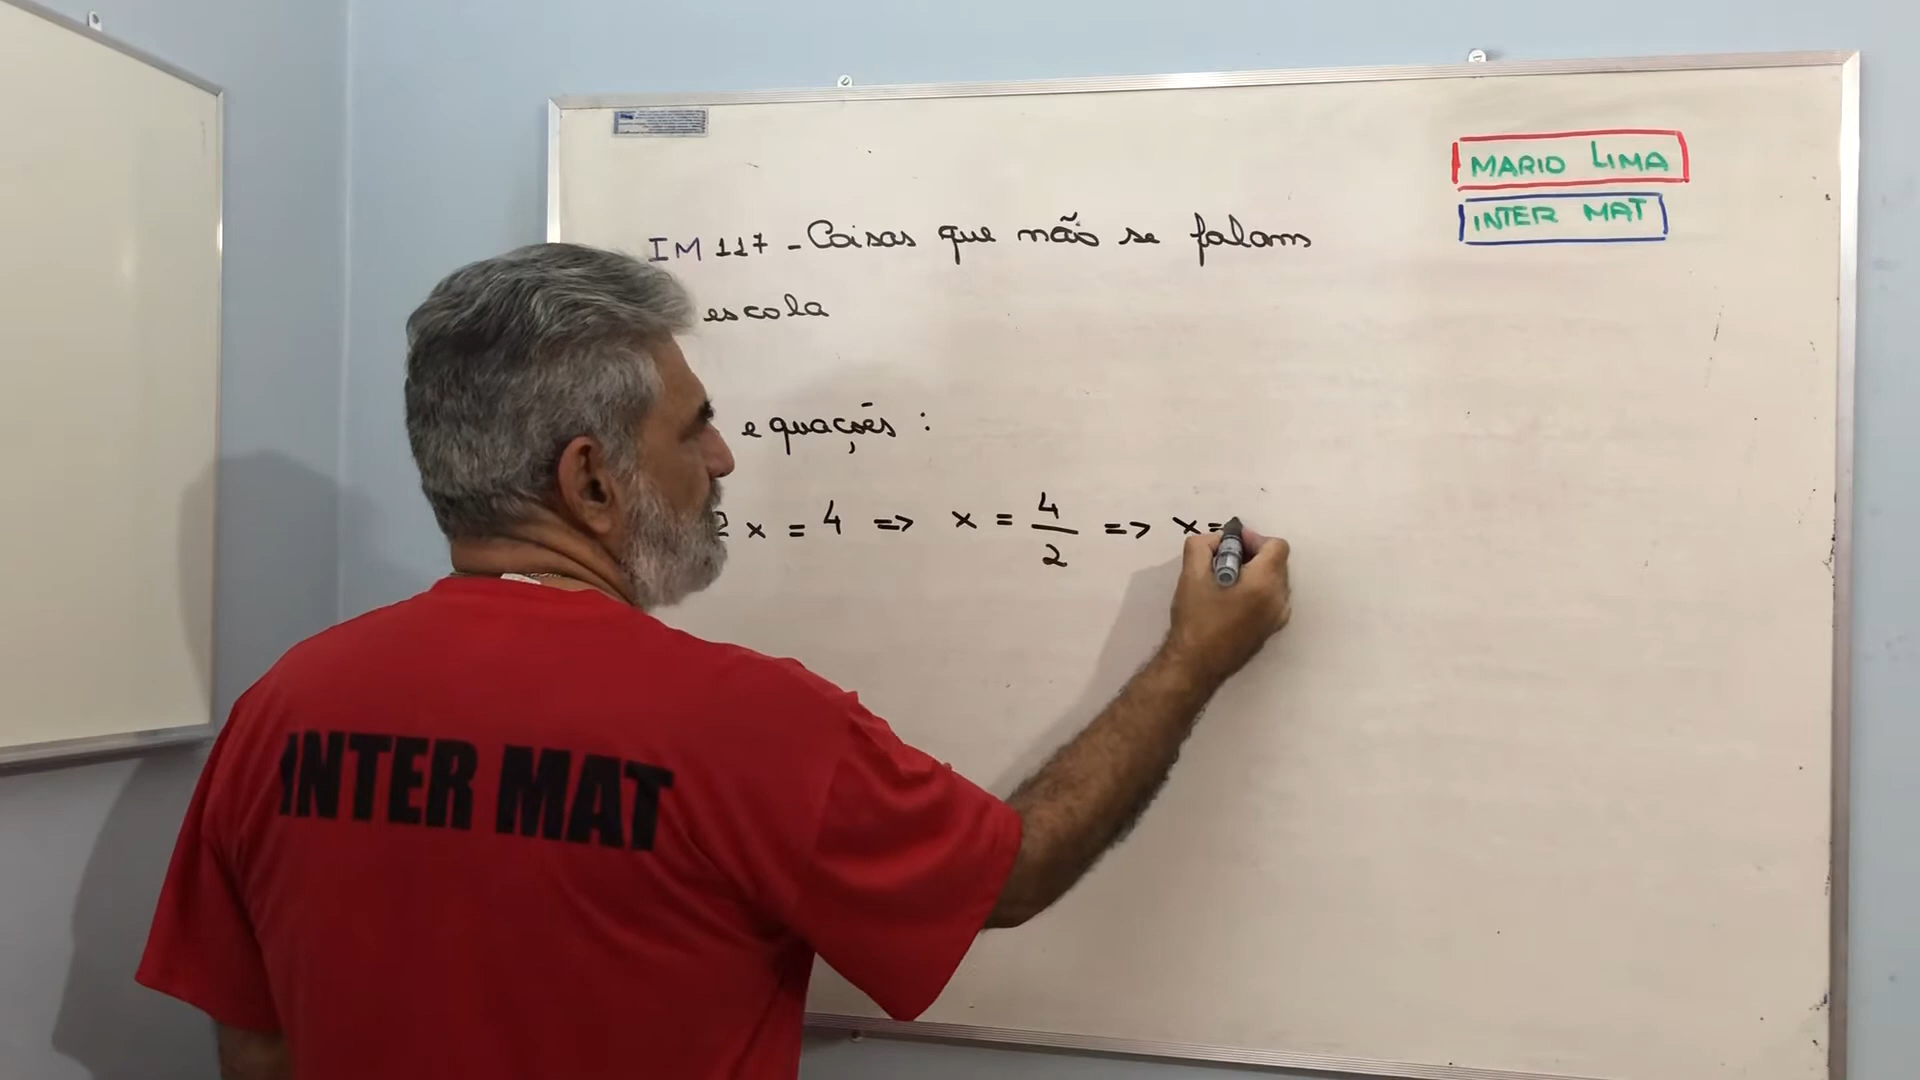 MARIO LIMA
INTER MAT
IM 117 - Coisas que não se falam
escola
equações :
2x = 4 => x = 4/2 => x=
INTER MAT